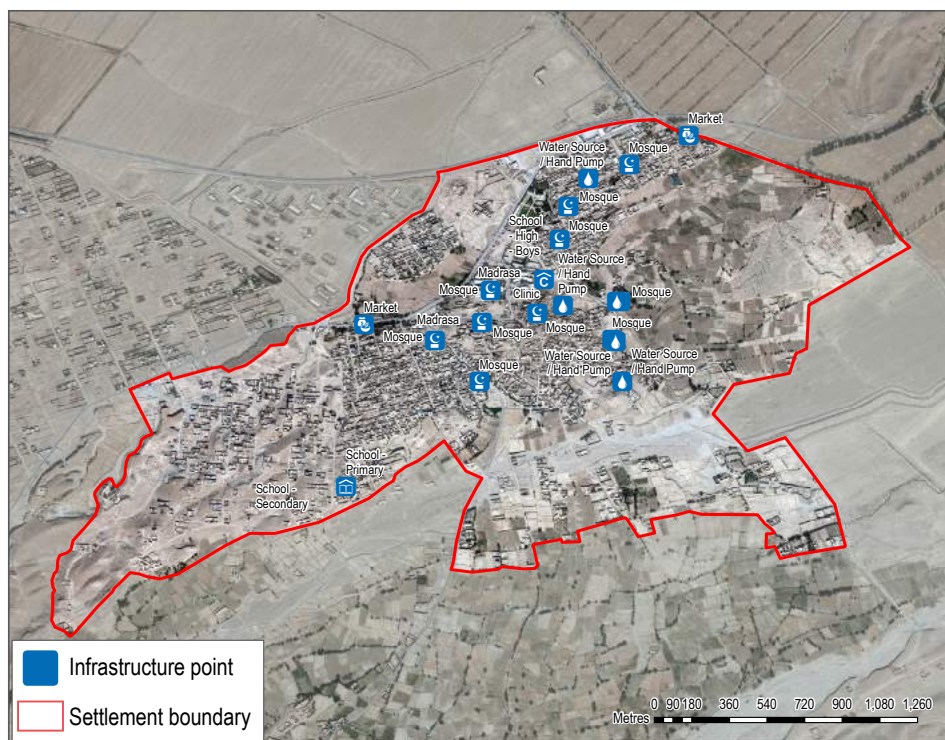 Market
Water Source
/ Hand Pump
Mosque
Mosque
School
- High
- Boys
Mosque
Water Source
/ Hand
Pump
Madrasa
Mosque
Clinic
Mosque
Market
Madrasa
Mosque
Mosque
Mosque
Mosque
Mosque
Water Source
/ Hand Pump
Water Source
/ Hand Pump
School -
Primary
School -
Secondary
Infrastructure point
Settlement boundary
Metres
0 90 180 360 540 720 900 1,080 1,260